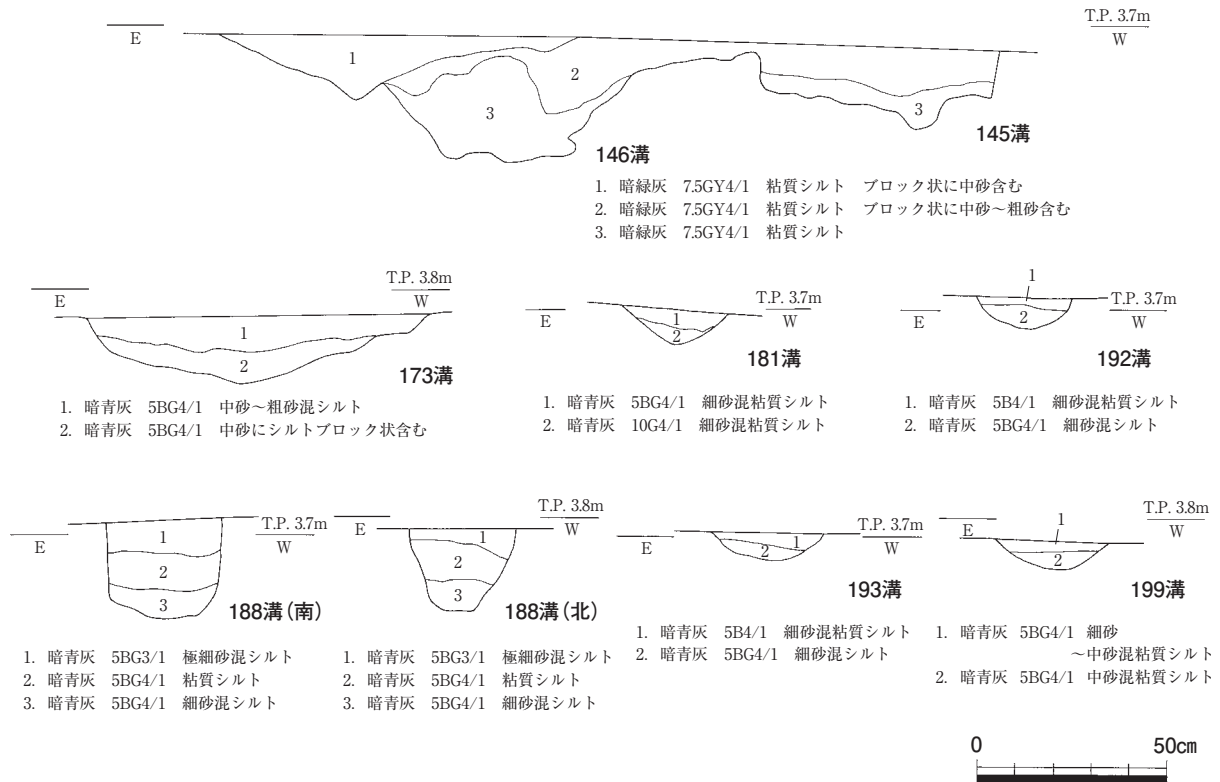 T.P. 3.7m
E
W
1
2
3
3
146溝
145溝
1. 暗緑灰 7.5GY4/1 粘質シルト ブロック状に中砂含む
2. 暗緑灰 7.5GY4/1 粘質シルト ブロック状に中砂～粗砂含む
3. 暗緑灰 7.5GY4/1 粘質シルト
T.P. 3.8m
E
W
1
2
173溝
1. 暗青灰 5BG4/1 中砂～粗砂混シルト
2. 暗青灰 5BG4/1 中砂にシルトブロック状含む
T.P. 3.7m
E
W
1
2
181溝
1. 暗青灰 5BG4/1 細砂混粘質シルト
2. 暗青灰 10G4/1 細砂混粘質シルト
1
T.P. 3.7m
E
W
2
192溝
1. 暗青灰 5B4/1 細砂混粘質シルト
2. 暗青灰 5BG4/1 細砂混シルト
T.P. 3.7m
E
W
1
2
3
188溝(南)
1. 暗青灰 5BG3/1 極細砂混シルト
2. 暗青灰 5BG4/1 粘質シルト
3. 暗青灰 5BG4/1 細砂混シルト
T.P. 3.8m
E
W
1
2
3
188溝(北)
1. 暗青灰 5BG3/1 極細砂混シルト
2. 暗青灰 5BG4/1 粘質シルト
3. 暗青灰 5BG4/1 細砂混シルト
T.P. 3.7m
E
W
1
2
193溝
1. 暗青灰 5B4/1 細砂混粘質シルト
2. 暗青灰 5BG4/1 細砂混シルト
T.P. 3.8m
E
W
1
2
199溝
1. 暗青灰 5BG4/1 細砂
～中砂混粘質シルト
2. 暗青灰 5BG4/1 中砂混粘質シルト
0 50cm